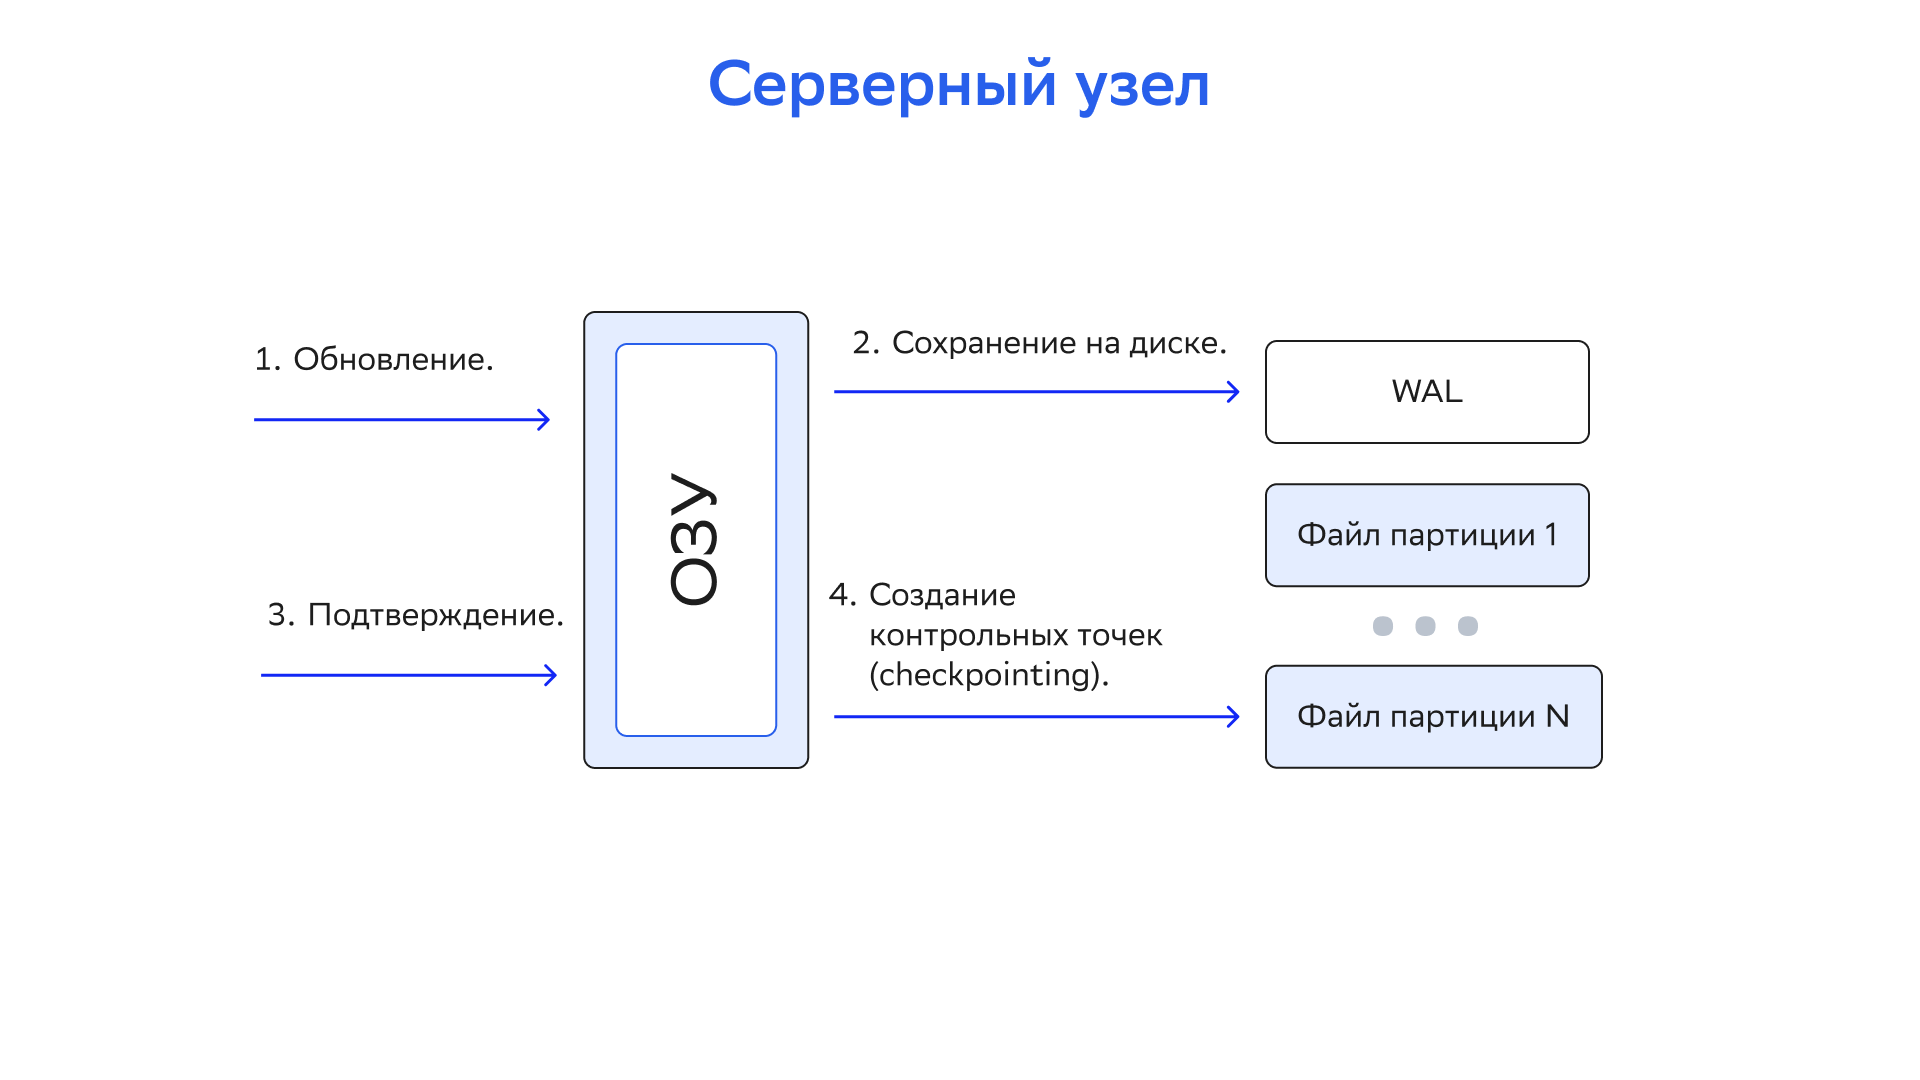 Серверный узел
1. Обновление.
2. Сохранение на диске.
WAL
ОЗУ
Файл партиции 1
3. Подтверждение.
4. Создание
контрольных точек
(checkpointing).
Файл партиции N